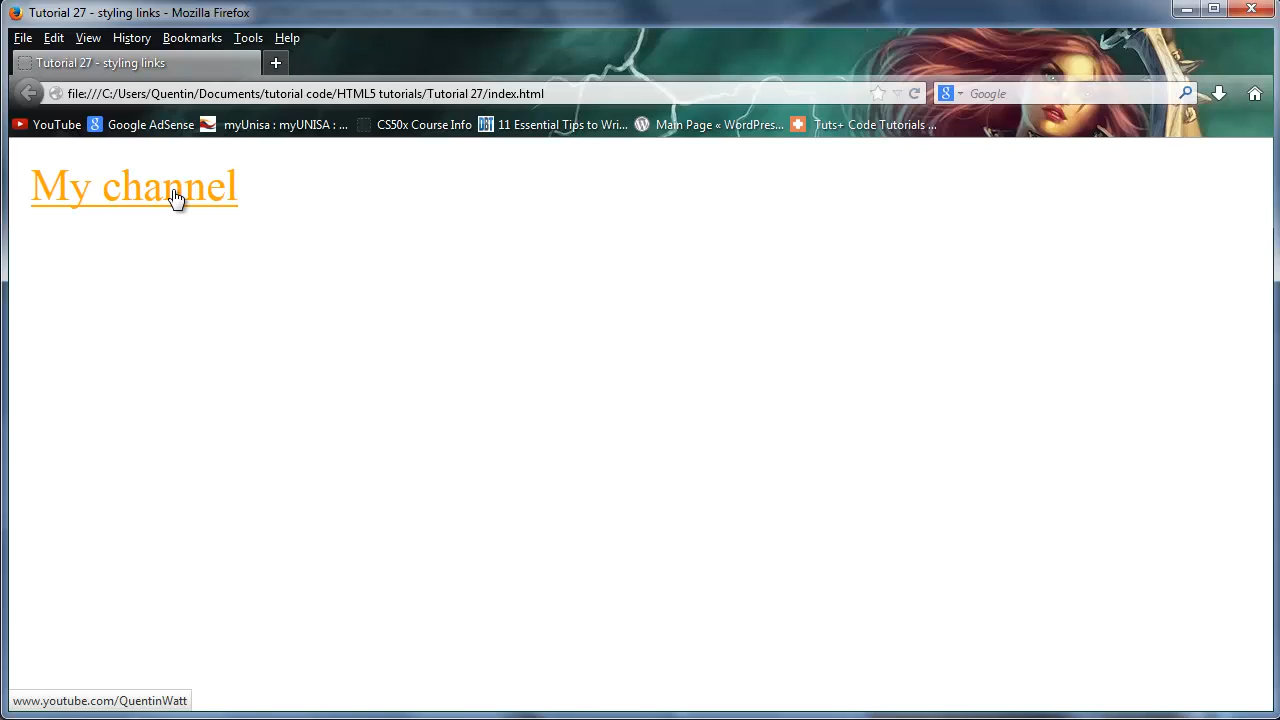 Tutorial 27 - styling links - Mozilla Firefox
File Edit View History Bookmarks Tools Help
Tutorial 27 - styling links +
file:///C:/Users/Quentin/Documents/tutorial code/HTML5 tutorials/Tutorial 27/index.html Google
YouTube Google AdSense myUnisa : myUNISA : ... CS50x Course Info DBT 11 Essential Tips to Wri... Main Page « WordPres... Tuts+ Code Tutorials ...
My channel
www.youtube.com/QuentinWatt